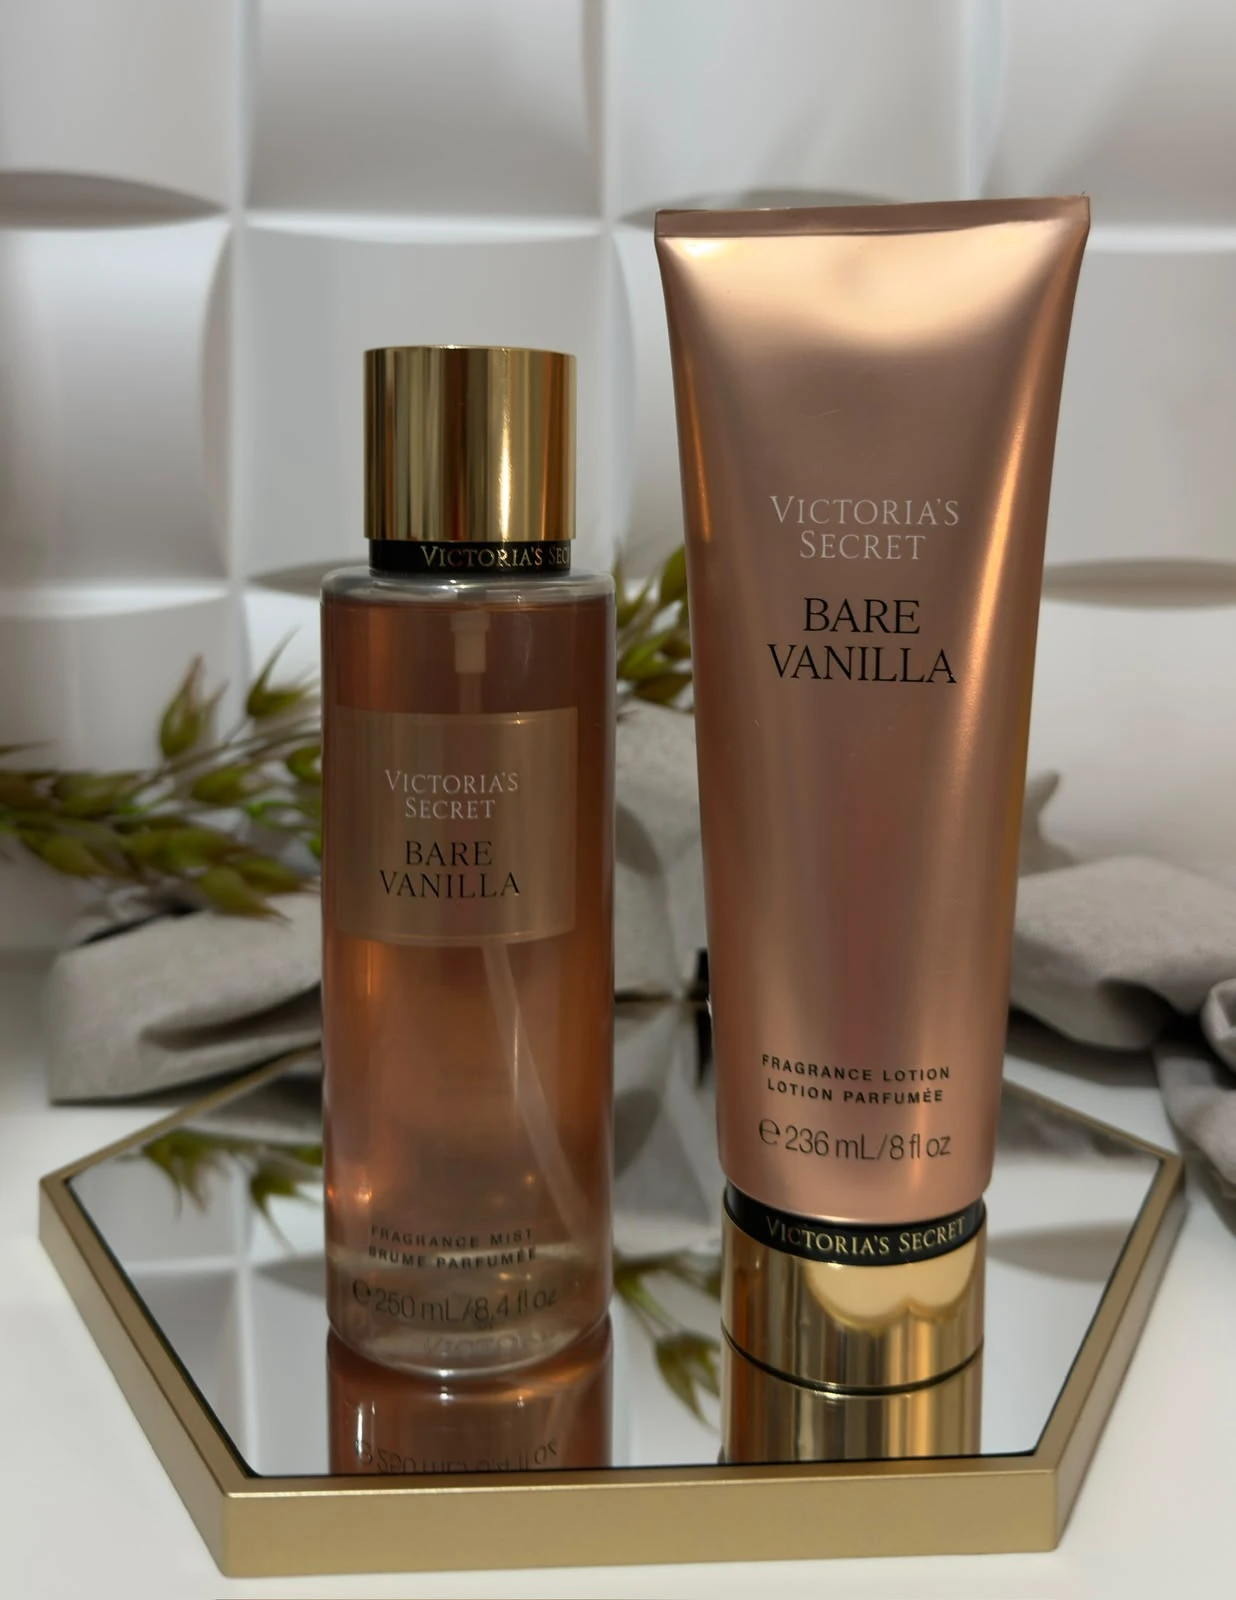 VICTORIA'S SEC
VICTORIA'S
SECRET
BARE
VANILLA
FRAGRANCE MIST
BRUME PARFUMÉE
℮ 250 mL/8,4 fl oz
VICTORIA'S
SECRET
BARE
VANILLA
FRAGRANCE LOTION
LOTION PARFUMÉE
℮ 236 mL/8 fl oz
VICTORIA'S SECRET